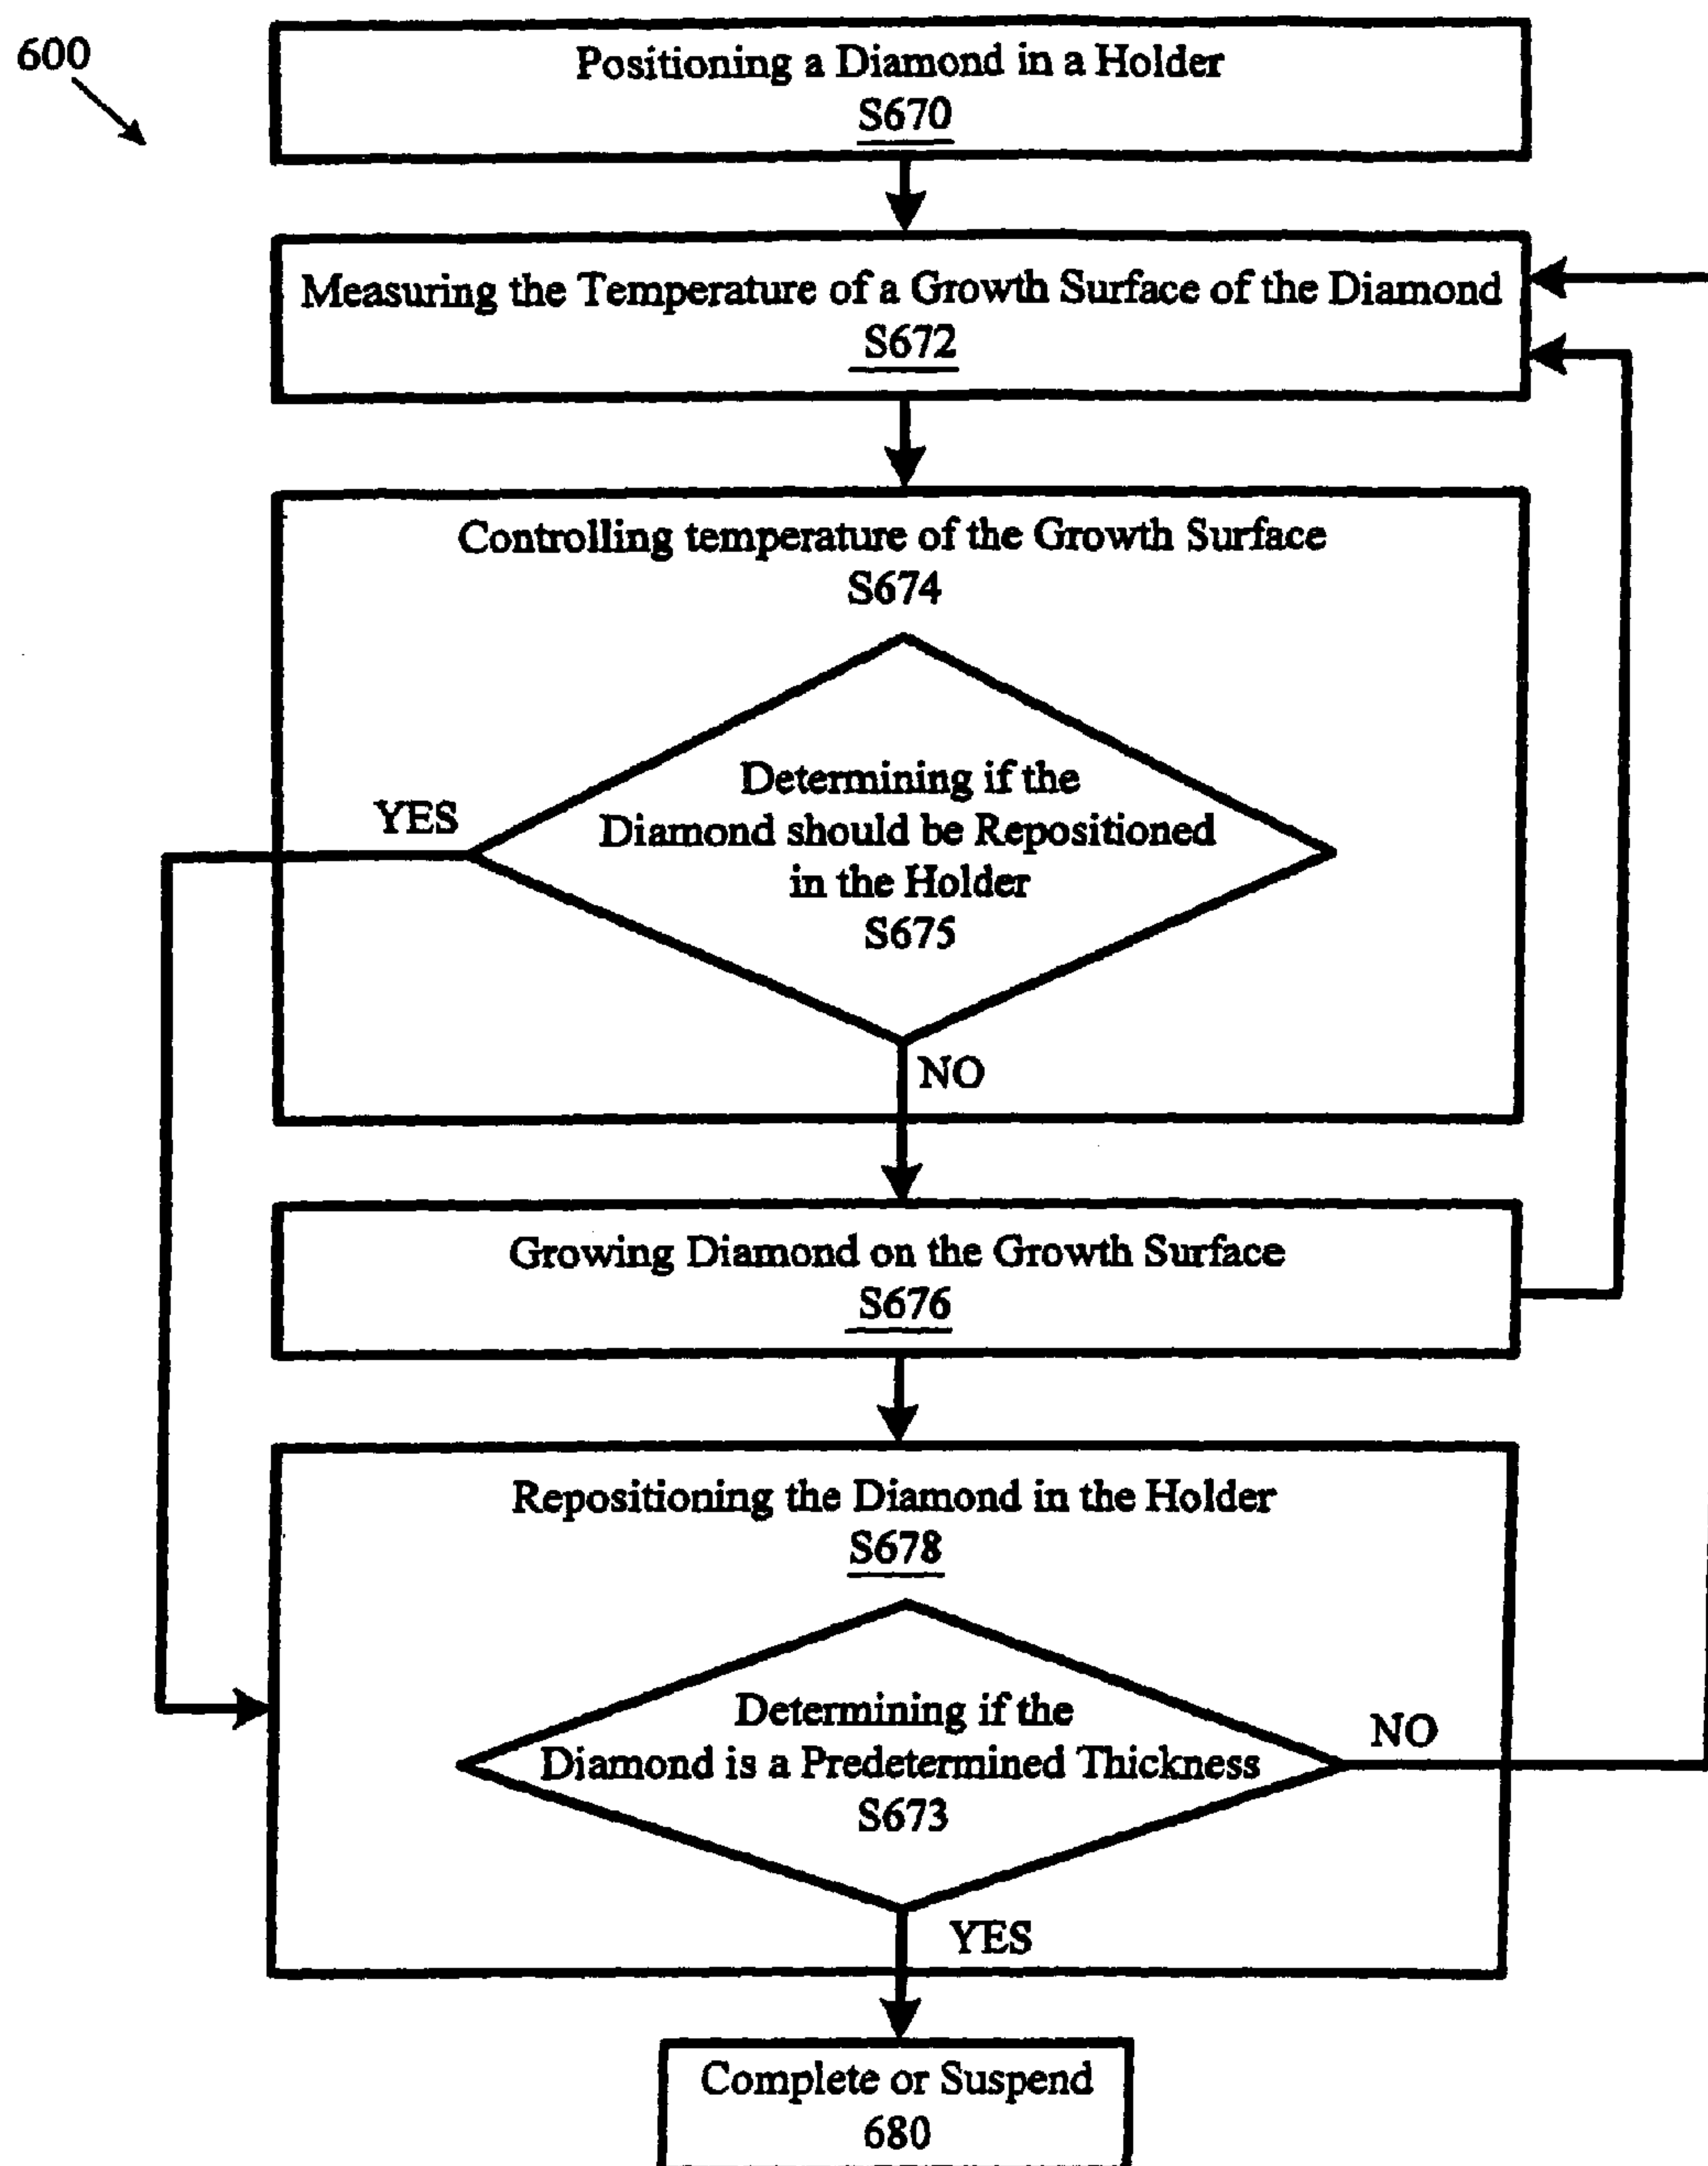 600
Positioning a Diamond in a Holder
S670
Measuring the Temperature of a Growth Surface of the Diamond
S672
Controlling temperature of the Growth Surface
S674
Determining if the
Diamond should be Repositioned
in the Holder
S675
YES
NO
Growing Diamond on the Growth Surface
S676
Repositioning the Diamond in the Holder
S678
Determining if the
Diamond is a Predetermined Thickness
S673
NO
YES
Complete or Suspend
680